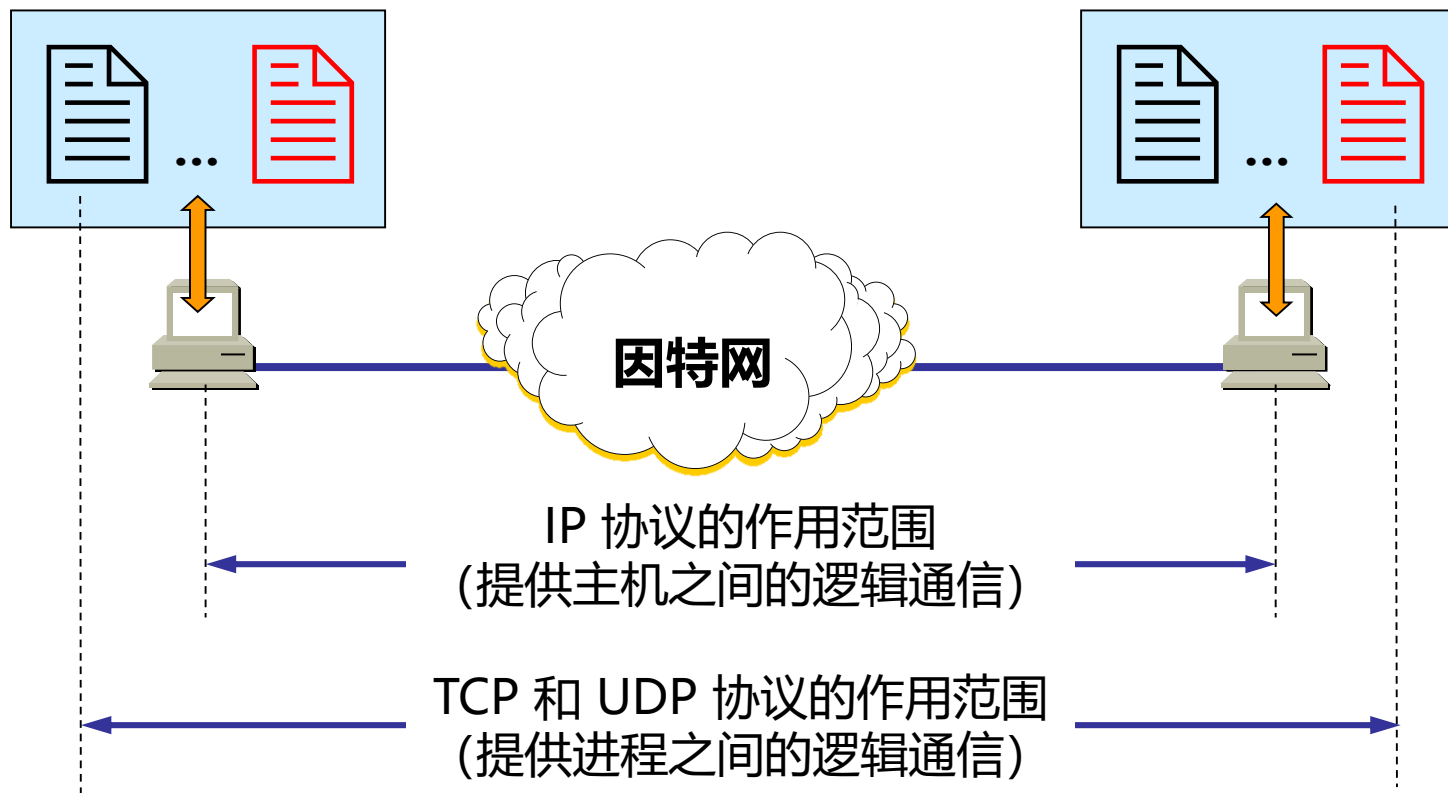 ...
...
因特网
IP 协议的作用范围
(提供主机之间的逻辑通信)
TCP 和 UDP 协议的作用范围
(提供进程之间的逻辑通信)